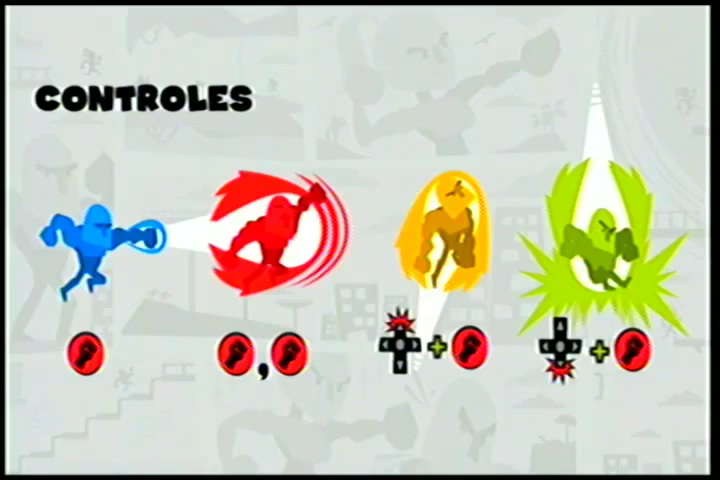 CONTROLES
,
+
+